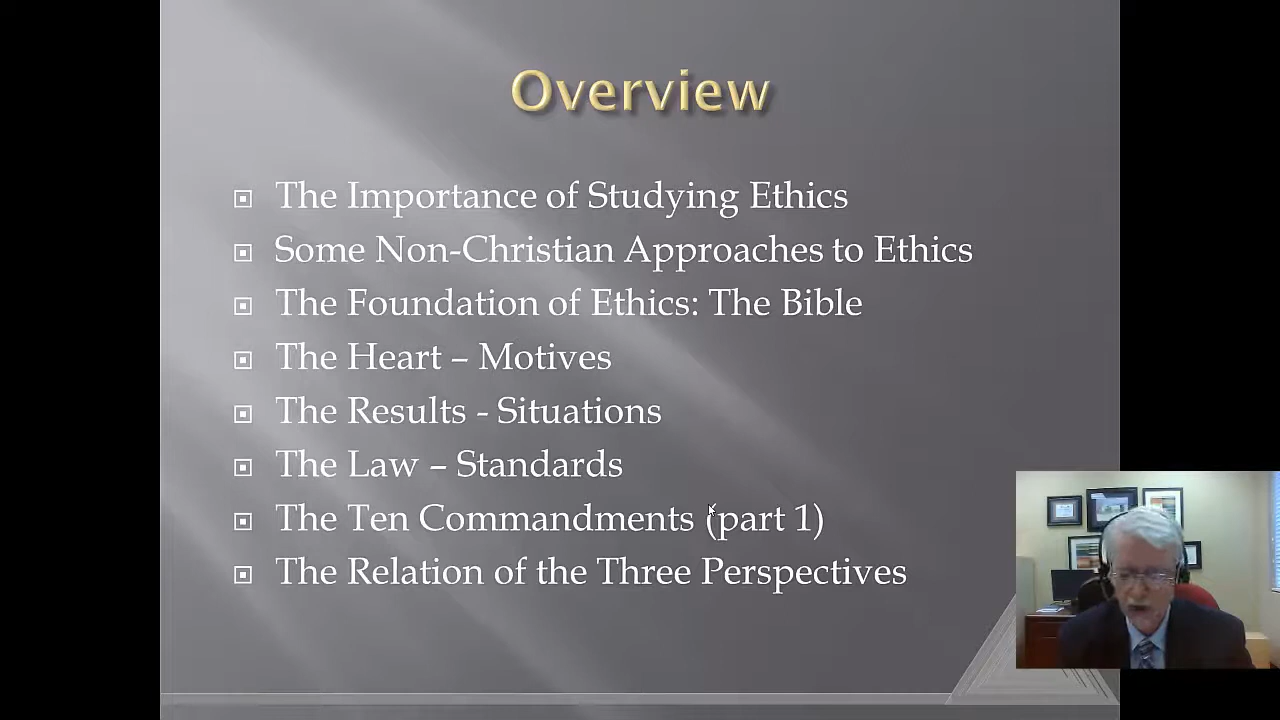 Overview
The Importance of Studying Ethics
Some Non-Christian Approaches to Ethics
The Foundation of Ethics: The Bible
The Heart – Motives
The Results - Situations
The Law – Standards
The Ten Commandments (part 1)
The Relation of the Three Perspectives